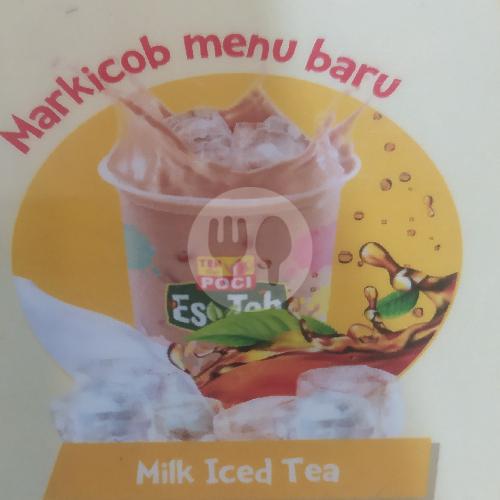 Markicob menu baru
TEH
POCI
Es Teh
Milk Iced Tea